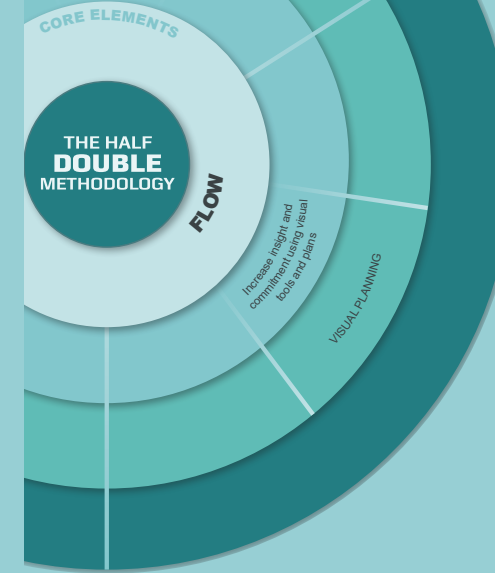 CORE ELEMENTS
THE HALF
DOUBLE
METHODOLOGY
FLOW
Increase insight and
commitment using visual
tools and plans
VISUAL PLANNING